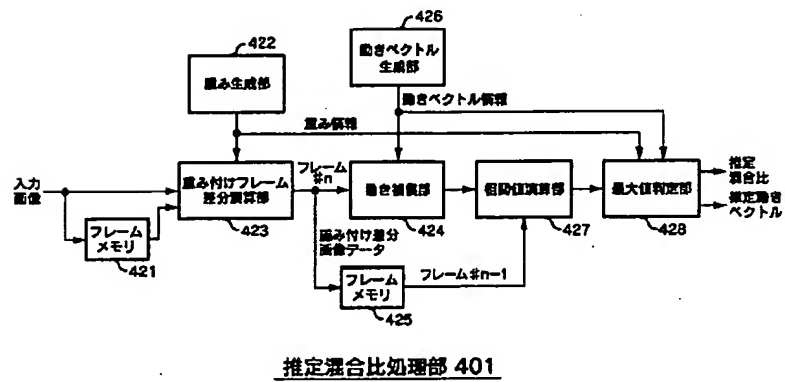 422
重み生成部
426
動きベクトル
生成部
動きベクトル情報
重み情報
入力
画像
フレーム
メモリ
421
重み付けフレーム
差分演算部
423
フレーム
#n
動き補償部
424
重み付け差分
画像データ
フレーム
メモリ
425
フレーム#n−1
相関値演算部
427
最大値判定部
428
推定
混合比
推定動き
ベクトル
推定混合比処理部 401